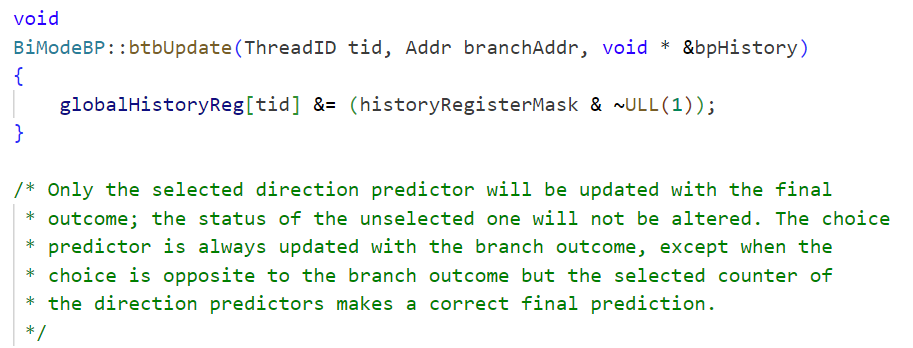 void
BiModeBP::btbUpdate(ThreadID tid, Addr branchAddr, void * &bpHistory)
{
    globalHistoryReg[tid] &= (historyRegisterMask & ~ULL(1));
}
/* Only the selected direction predictor will be updated with the final
 * outcome; the status of the unselected one will not be altered. The choice
 * predictor is always updated with the branch outcome, except when the
 * choice is opposite to the branch outcome but the selected counter of
 * the direction predictors makes a correct final prediction.
 */